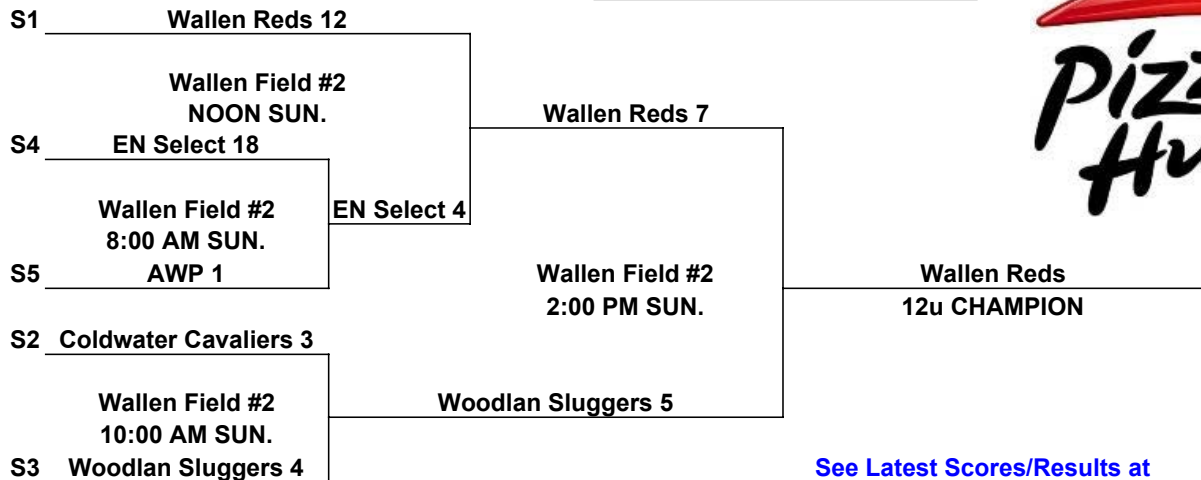 S1 Wallen Reds 12
Wallen Field #2
NOON SUN.
Wallen Reds 7
S4 EN Select 18
Wallen Field #2
EN Select 4
8:00 AM SUN.
S5 AWP 1
Wallen Field #2
Wallen Reds
2:00 PM SUN.
12u CHAMPION
S2 Coldwater Cavaliers 3
Wallen Field #2
Woodlan Sluggers 5
10:00 AM SUN.
S3 Woodlan Sluggers 4
See Latest Scores/Results at